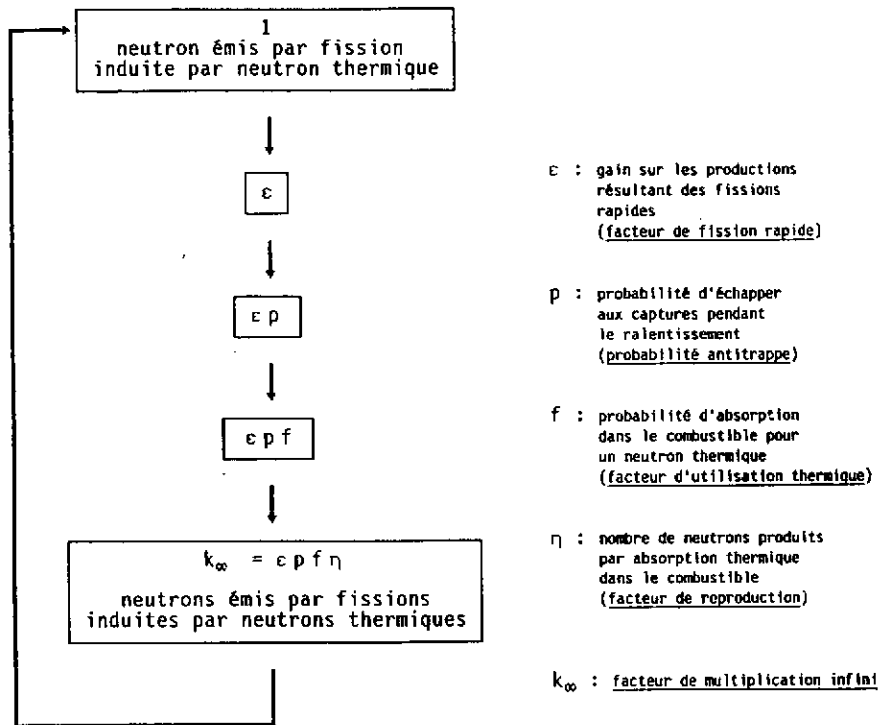 1
neutron émis par fission
induite par neutron thermique
ε
ε p
ε p f
k∞ = ε p f η
neutrons émis par fissions
induites par neutrons thermiques
ε : gain sur les productions
résultant des fissions
rapides
(facteur de fission rapide)
p : probabilité d'échapper
aux captures pendant
le ralentissement
(probabilité antitrappe)
f : probabilité d'absorption
dans le combustible pour
un neutron thermique
(facteur d'utilisation thermique)
η : nombre de neutrons produits
par absorption thermique
dans le combustible
(facteur de reproduction)
k∞ : facteur de multiplication infini